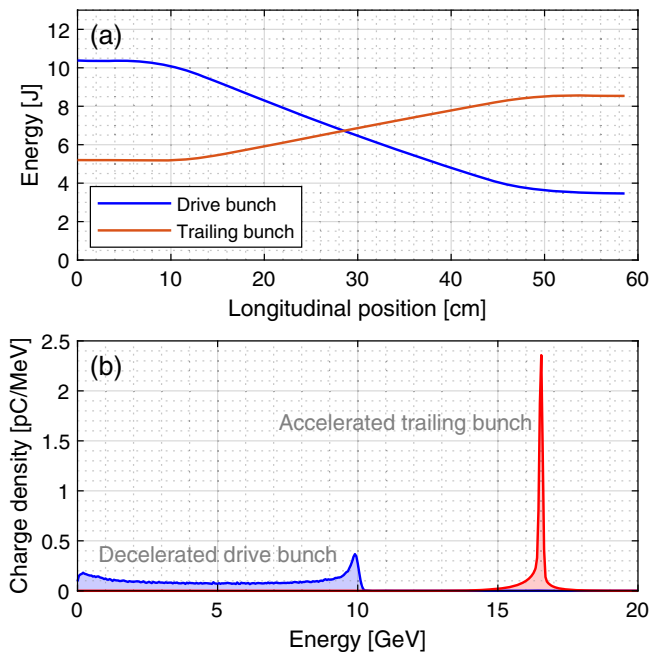 (a)
Energy [J]
12
10
8
6
4
2
0
Drive bunch
Trailing bunch
0 10 20 30 40 50 60
Longitudinal position [cm]
(b)
Charge density [pC/MeV]
2.5
2
1.5
1
0.5
0
Accelerated trailing bunch
Decelerated drive bunch
0 5 10 15 20
Energy [GeV]